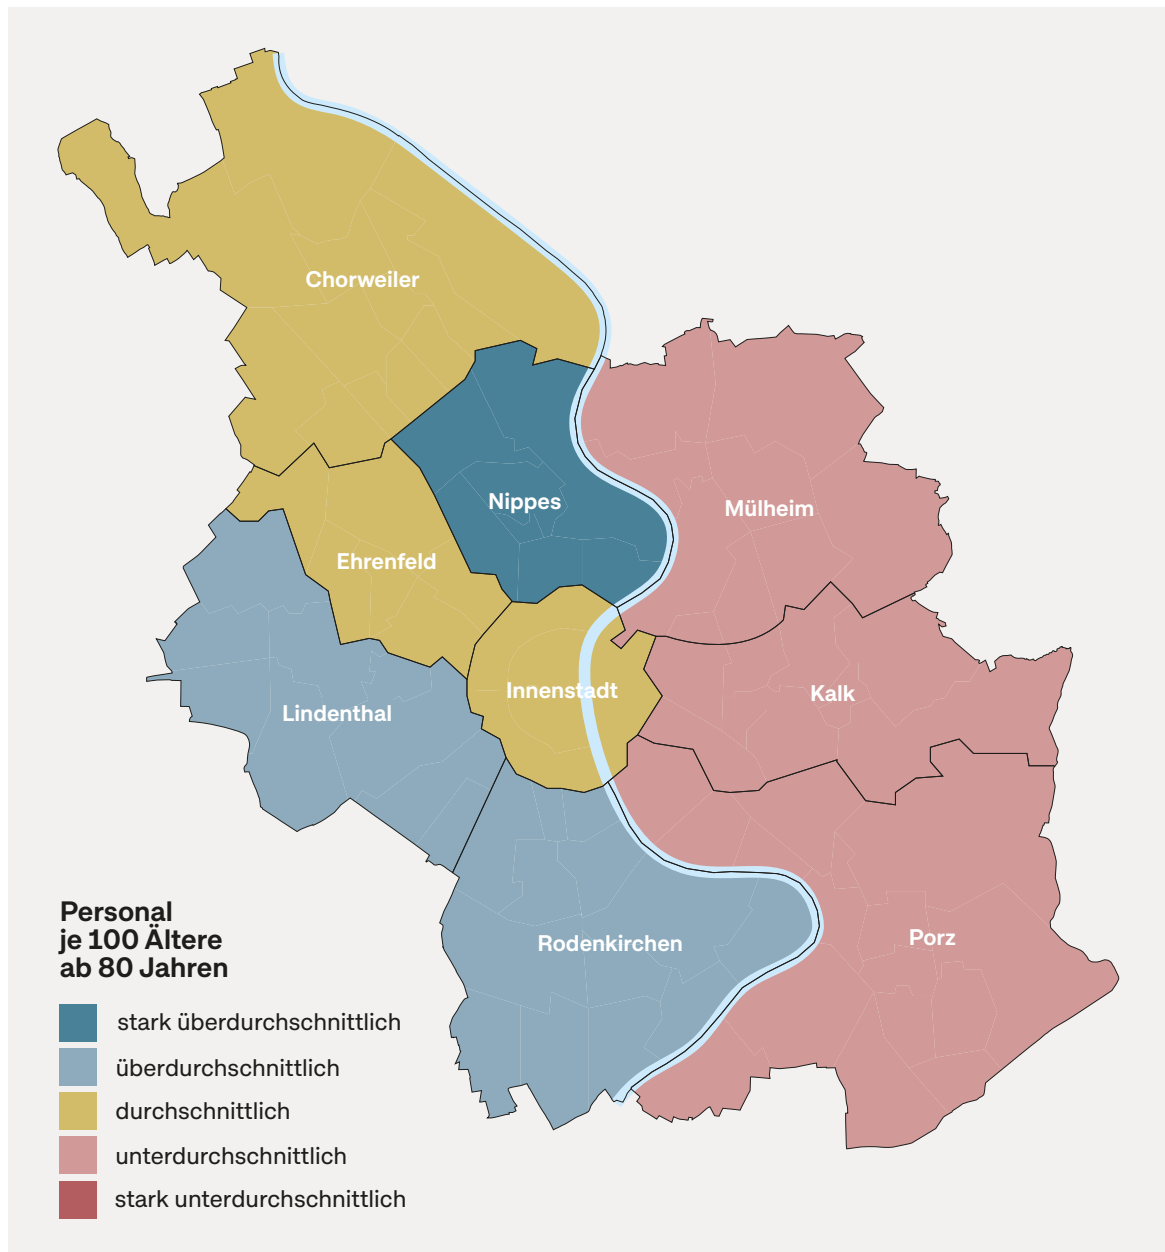 Chorweiler
Nippes
Mülheim
Ehrenfeld
Innenstadt
Kalk
Lindenthal
Rodenkirchen
Porz
Personal
je 100 Ältere
ab 80 Jahren
stark überdurchschnittlich
überdurchschnittlich
durchschnittlich
unterdurchschnittlich
stark unterdurchschnittlich